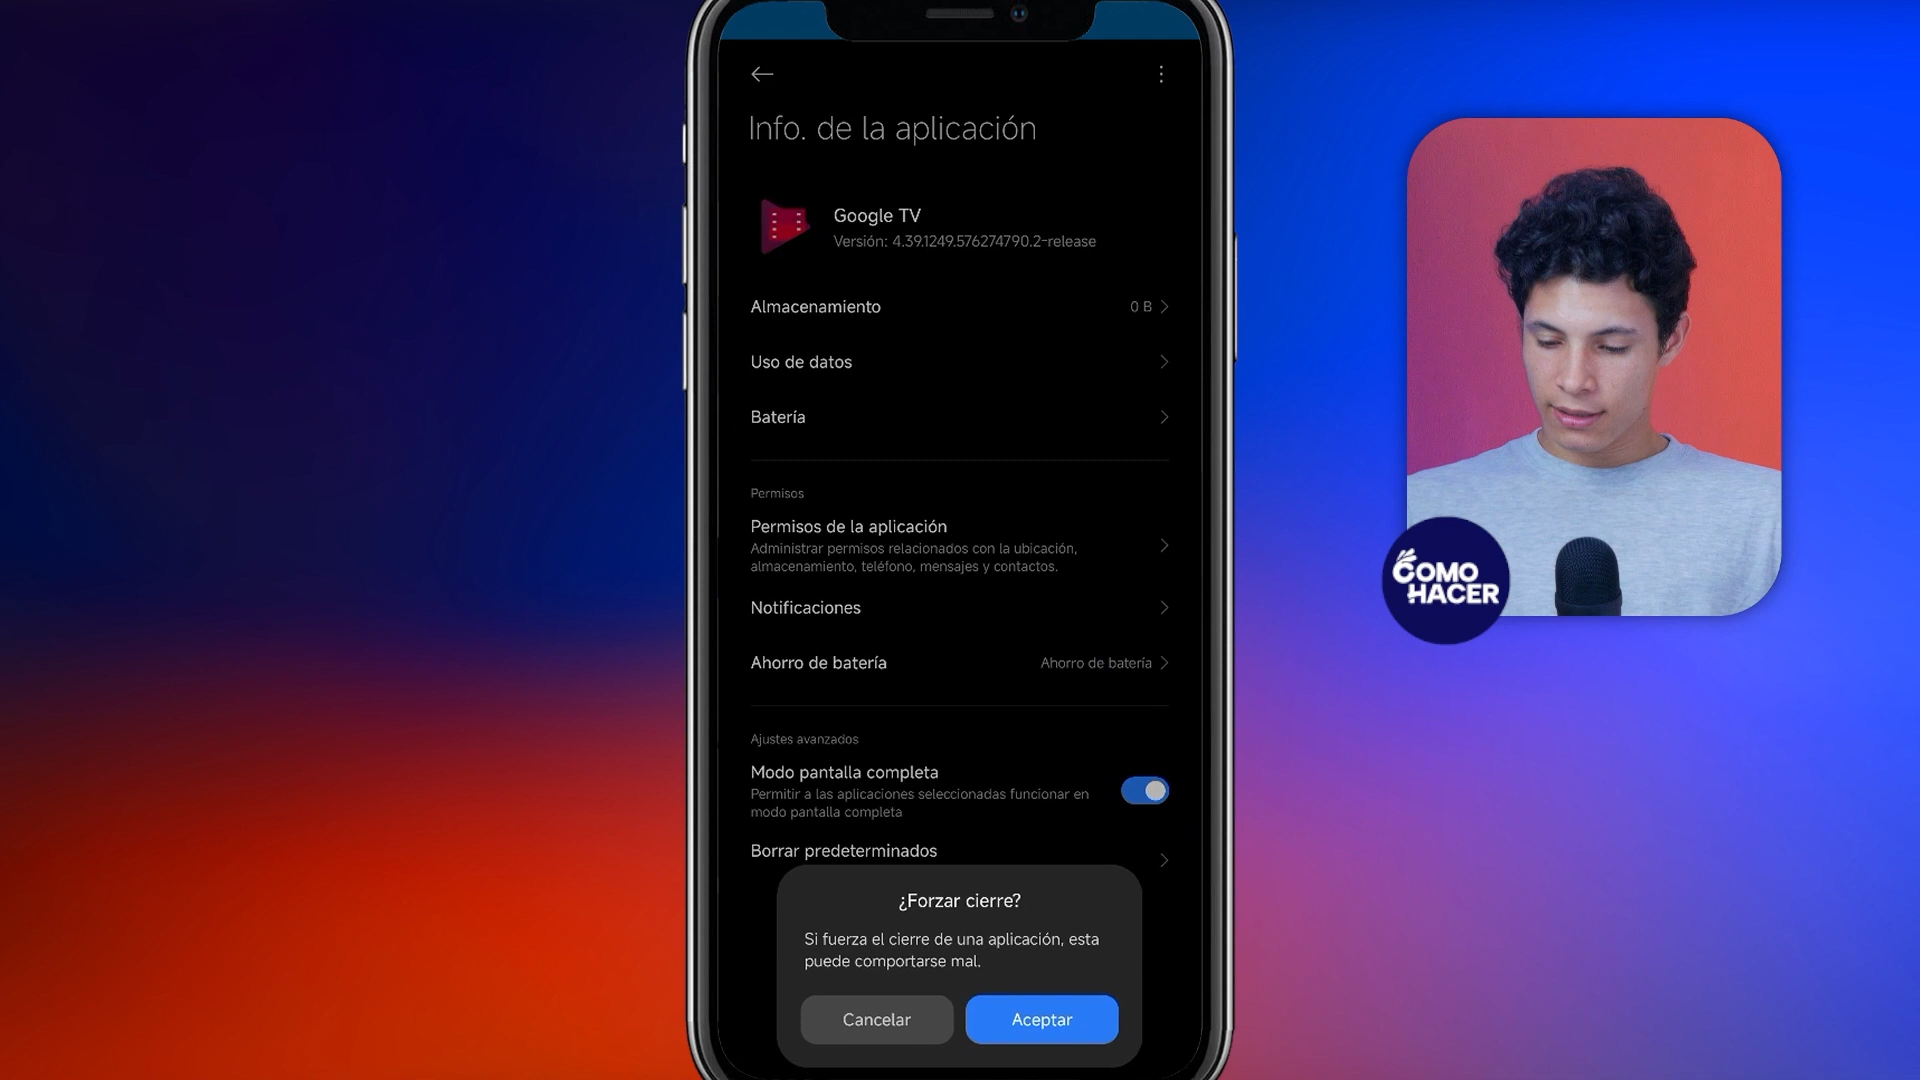 Info. de la aplicación
Google TV
Versión: 4.39.1249.576274790.2-release
Almacenamiento 0 B
Uso de datos
Batería
Permisos
Permisos de la aplicación
Administrar permisos relacionados con la ubicación,
almacenamiento, teléfono, mensajes y contactos.
Notificaciones
Ahorro de batería Ahorro de batería
Ajustes avanzados
Modo pantalla completa
Permitir a las aplicaciones seleccionadas funcionar en
modo pantalla completa
Borrar predeterminados
¿Forzar cierre?
Si fuerza el cierre de una aplicación, esta
puede comportarse mal.
Cancelar Aceptar
COMO
HACER